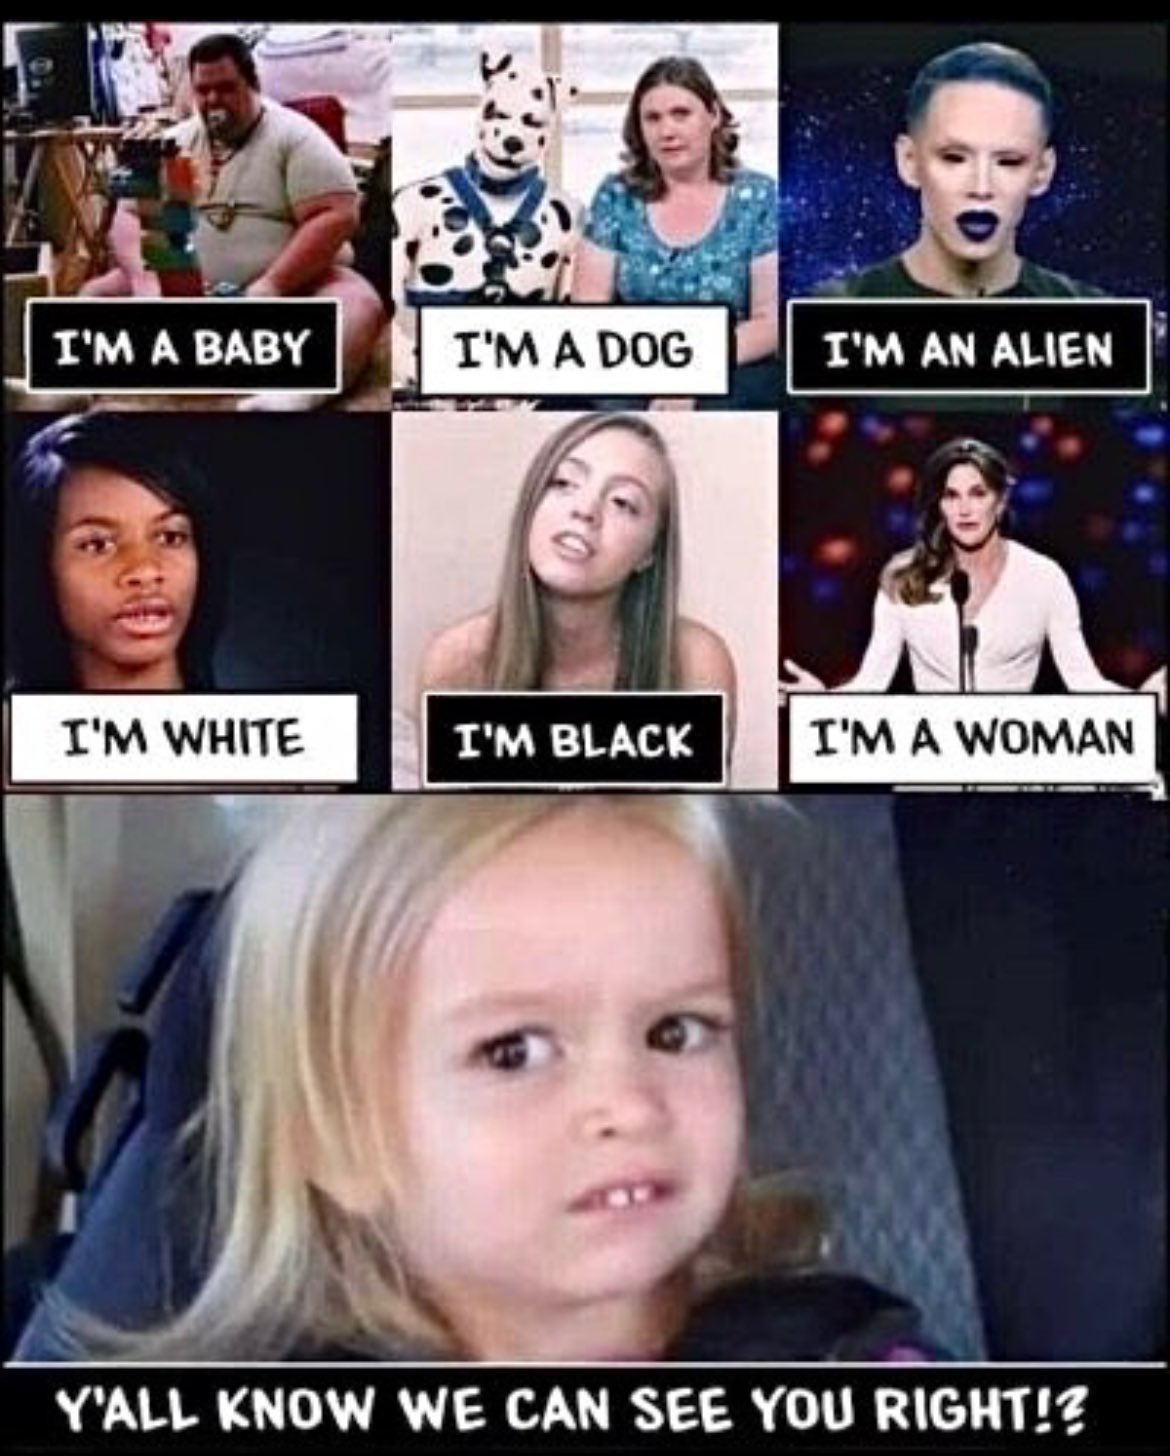 I'M A BABY
I'M A DOG
I'M AN ALIEN
I'M WHITE
I'M BLACK
I'M A WOMAN
Y'ALL KNOW WE CAN SEE YOU RIGHT!?